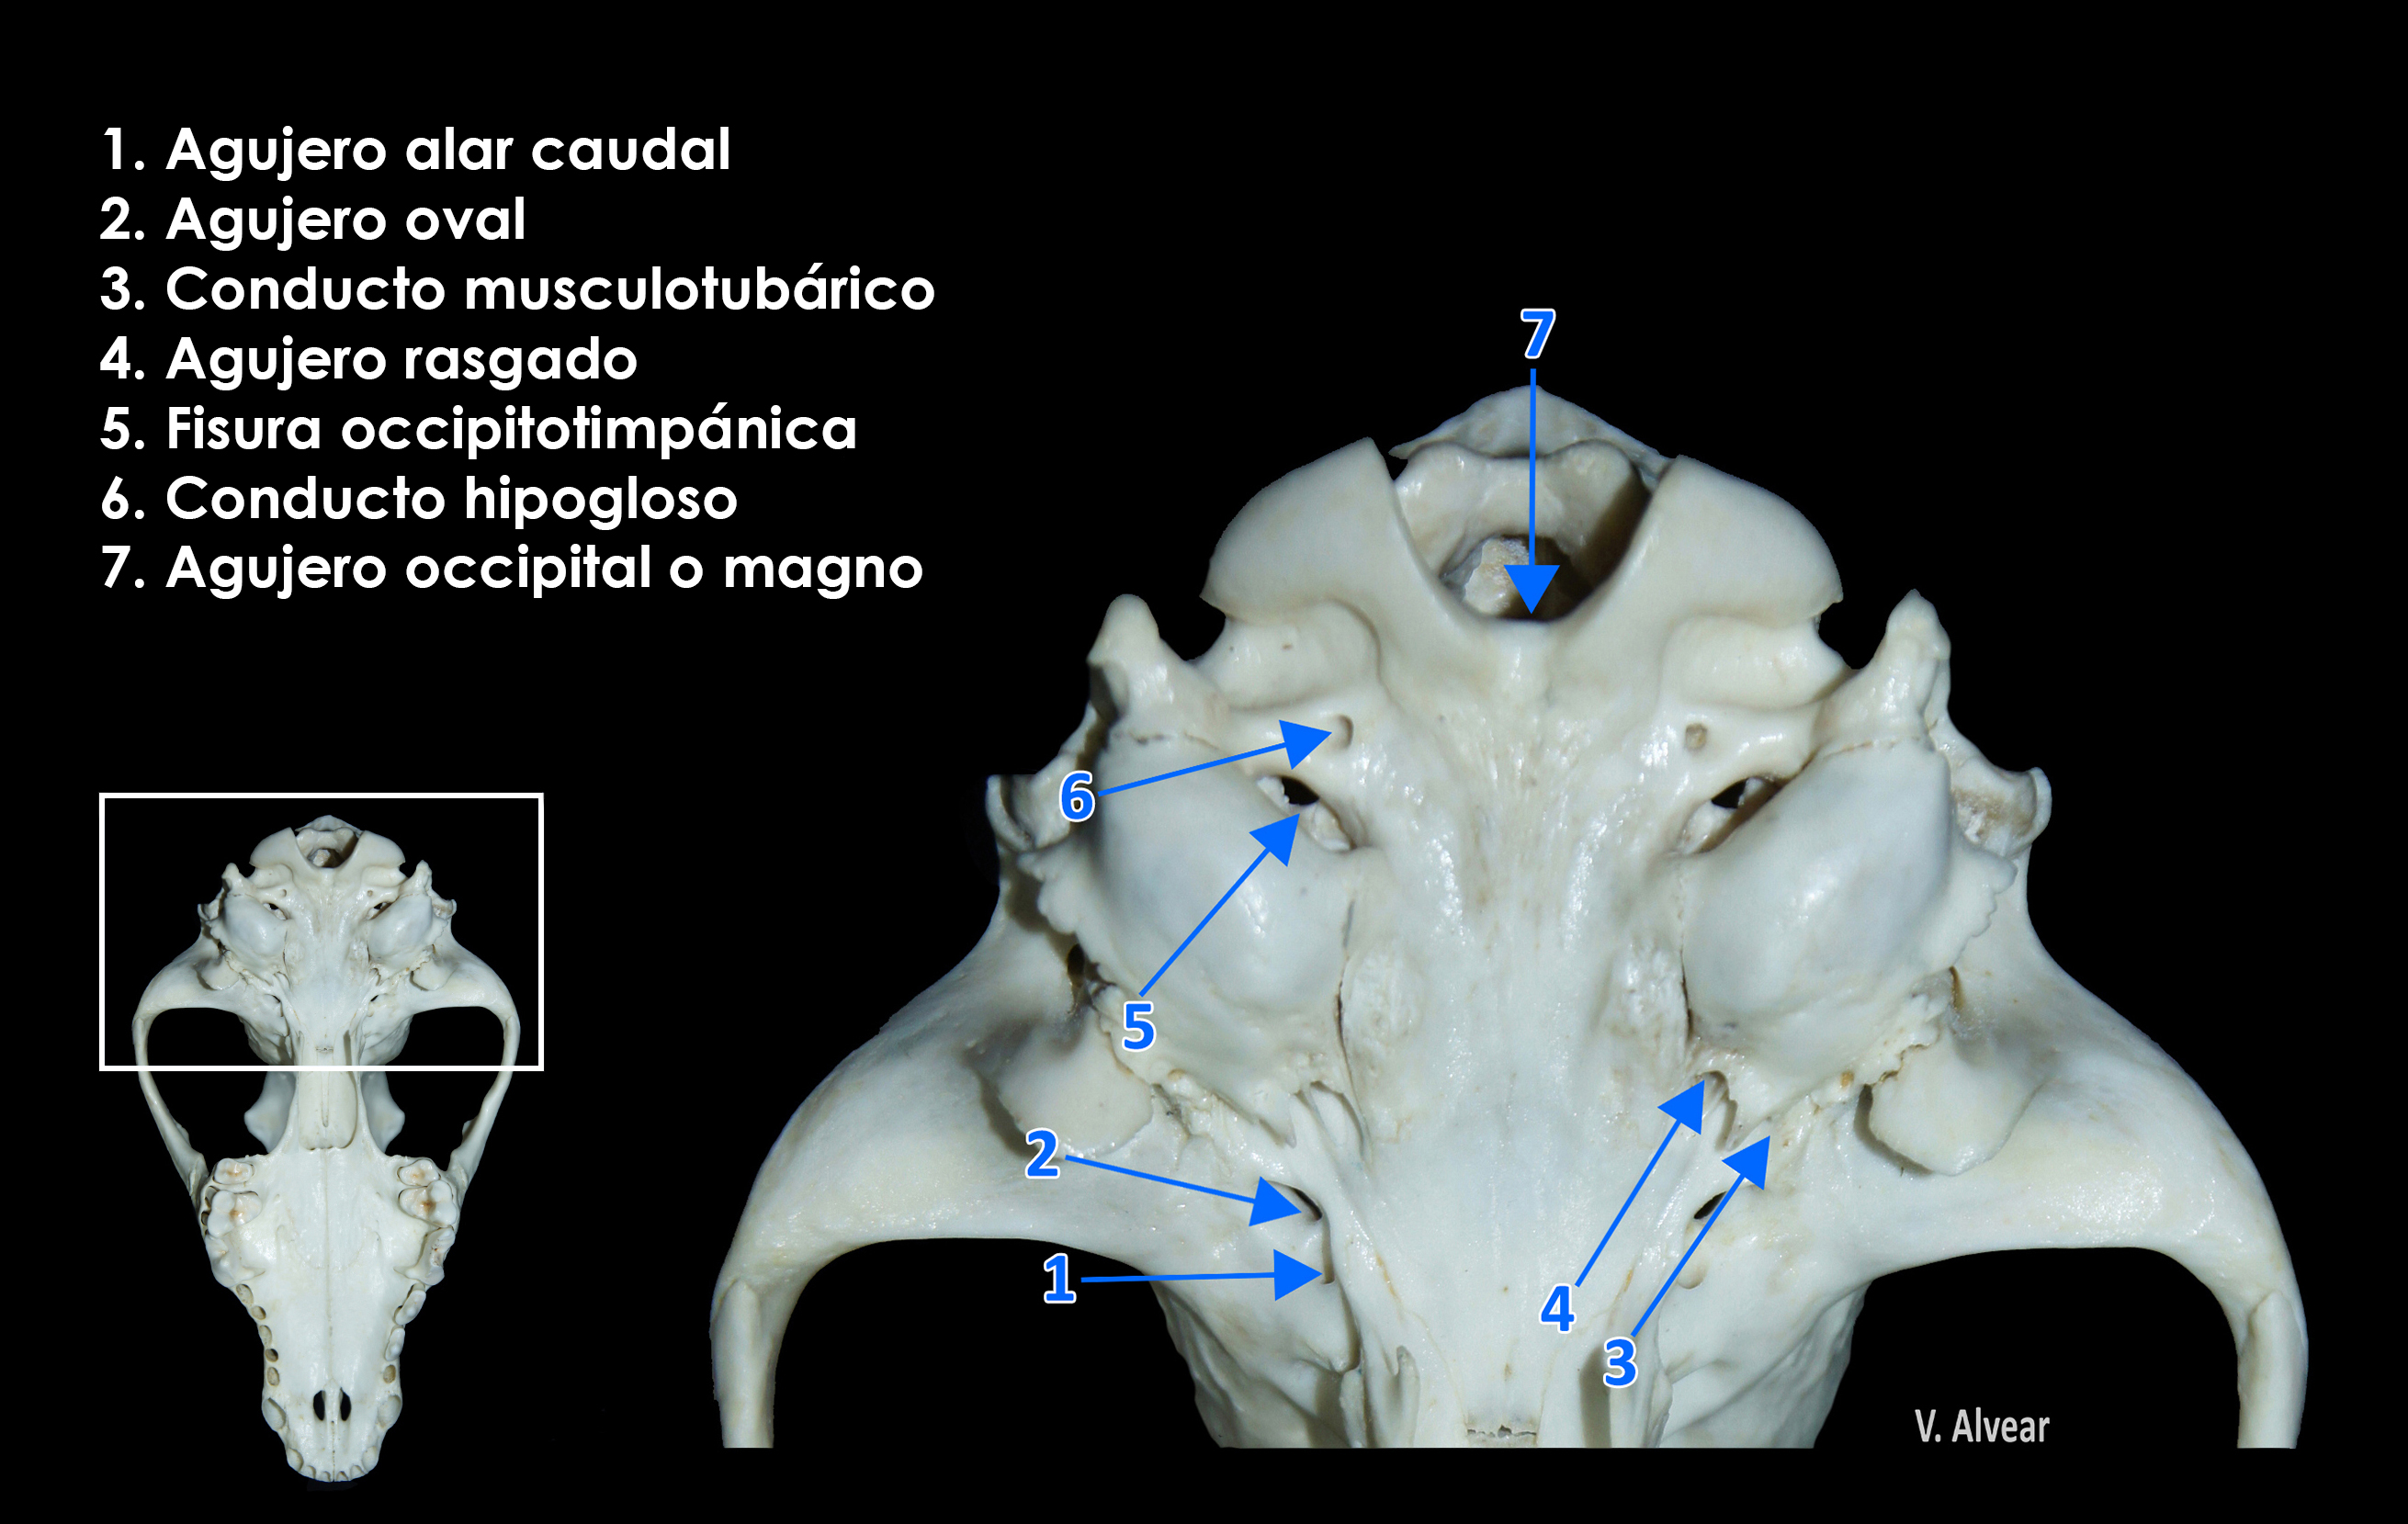 1. Agujero alar caudal
2. Agujero oval
3. Conducto musculotubárico
4. Agujero rasgado
5. Fisura occipitotimpánica
6. Conducto hipogloso
7. Agujero occipital o magno
7
6
5
2
1
4
3
V. Alvear